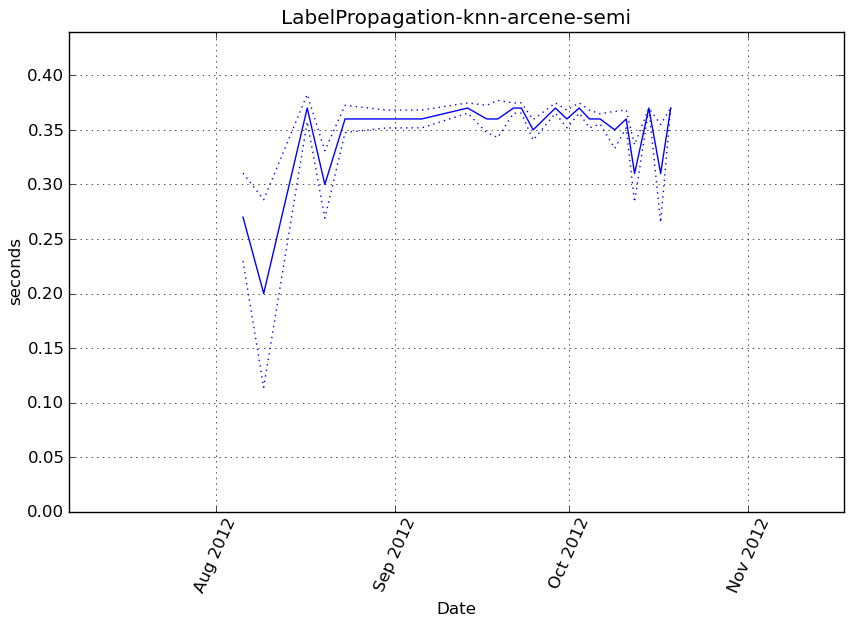 LabelPropagation-knn-arcene-semi
0.40
0.35
0.30
0.25
0.20
0.15
0.10
0.05
0.00
seconds
Aug 2012
Sep 2012
Oct 2012
Nov 2012
Date